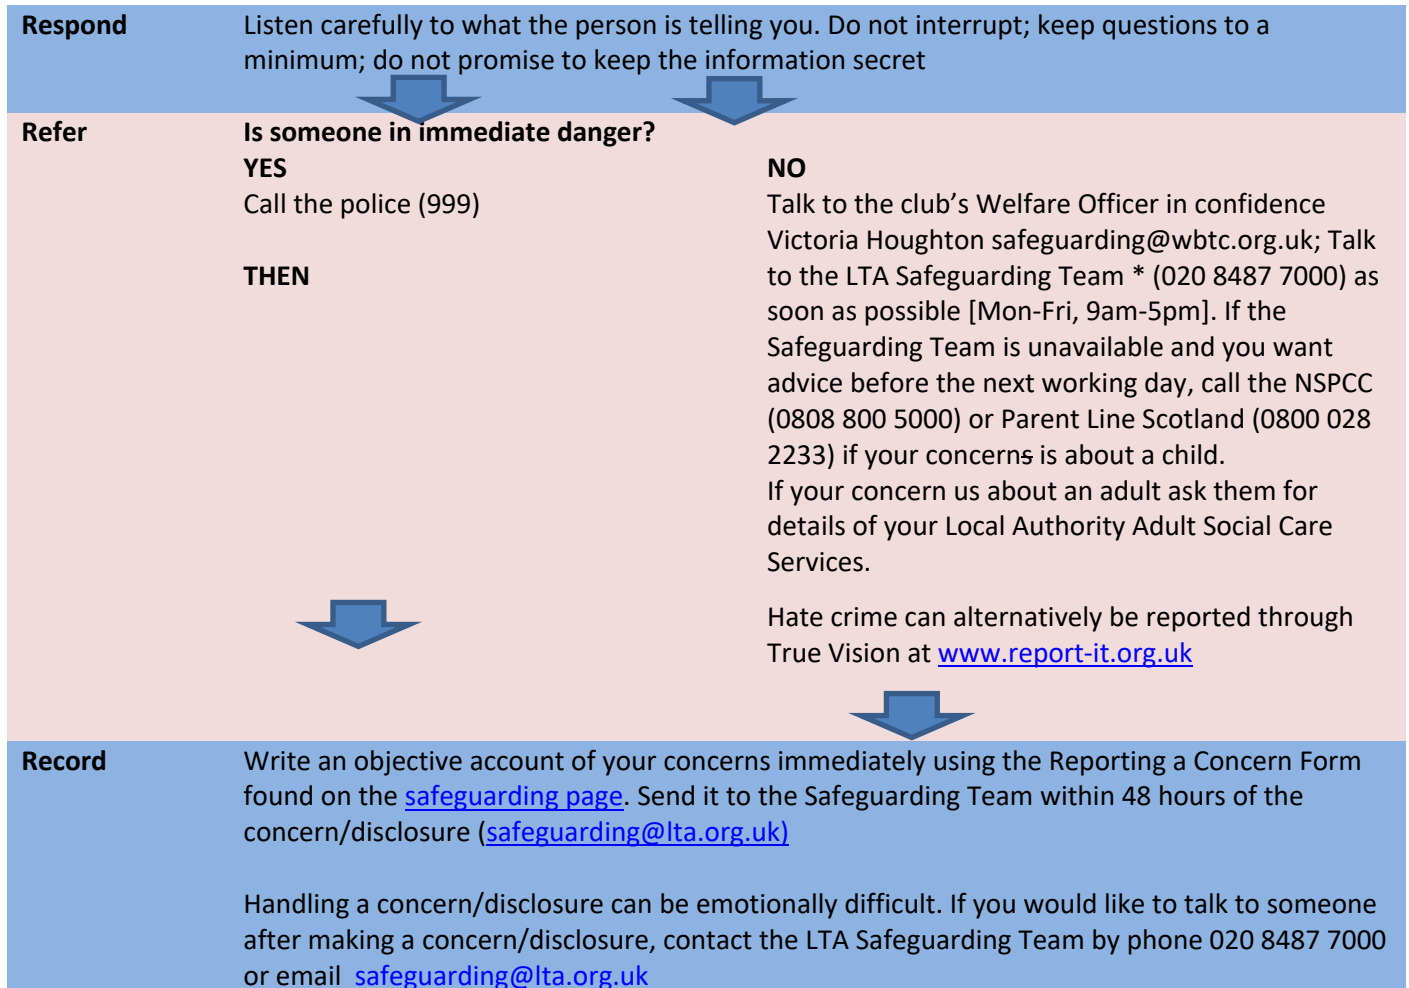 Respond
Listen carefully to what the person is telling you. Do not interrupt; keep questions to a
minimum; do not promise to keep the information secret
Refer
Is someone in immediate danger?
YES
Call the police (999)
THEN
NO
Talk to the club’s Welfare Officer in confidence
Victoria Houghton safeguarding@wbtc.org.uk; Talk
to the LTA Safeguarding Team * (020 8487 7000) as
soon as possible [Mon-Fri, 9am-5pm]. If the
Safeguarding Team is unavailable and you want
advice before the next working day, call the NSPCC
(0808 800 5000) or Parent Line Scotland (0800 028
2233) if your concerns is about a child.
If your concern us about an adult ask them for
details of your Local Authority Adult Social Care
Services.
Hate crime can alternatively be reported through
True Vision at www.report-it.org.uk
Record
Write an objective account of your concerns immediately using the Reporting a Concern Form
found on the safeguarding page. Send it to the Safeguarding Team within 48 hours of the
concern/disclosure (safeguarding@lta.org.uk)
Handling a concern/disclosure can be emotionally difficult. If you would like to talk to someone
after making a concern/disclosure, contact the LTA Safeguarding Team by phone 020 8487 7000
or email safeguarding@lta.org.uk